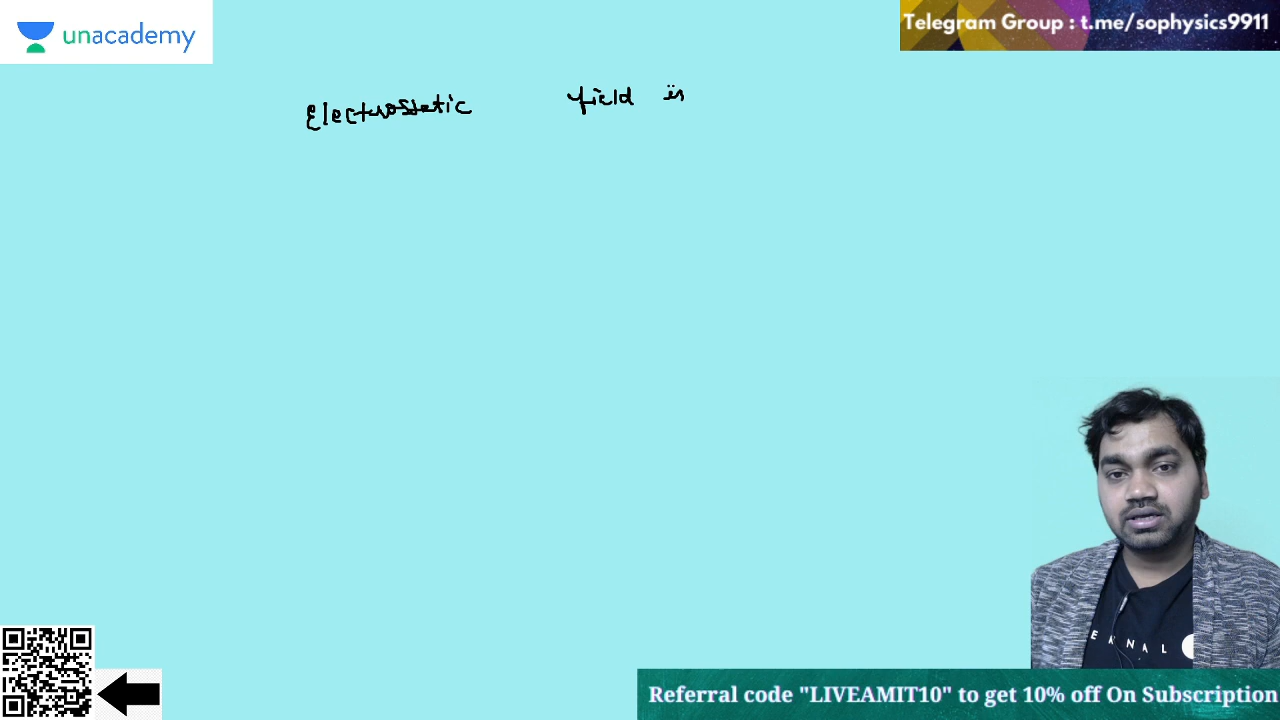 unacademy
Telegram Group : t.me/sophysics9911
Electrostatic field is
E R N A L
Referral code "LIVEAMIT10" to get 10% off On Subscription